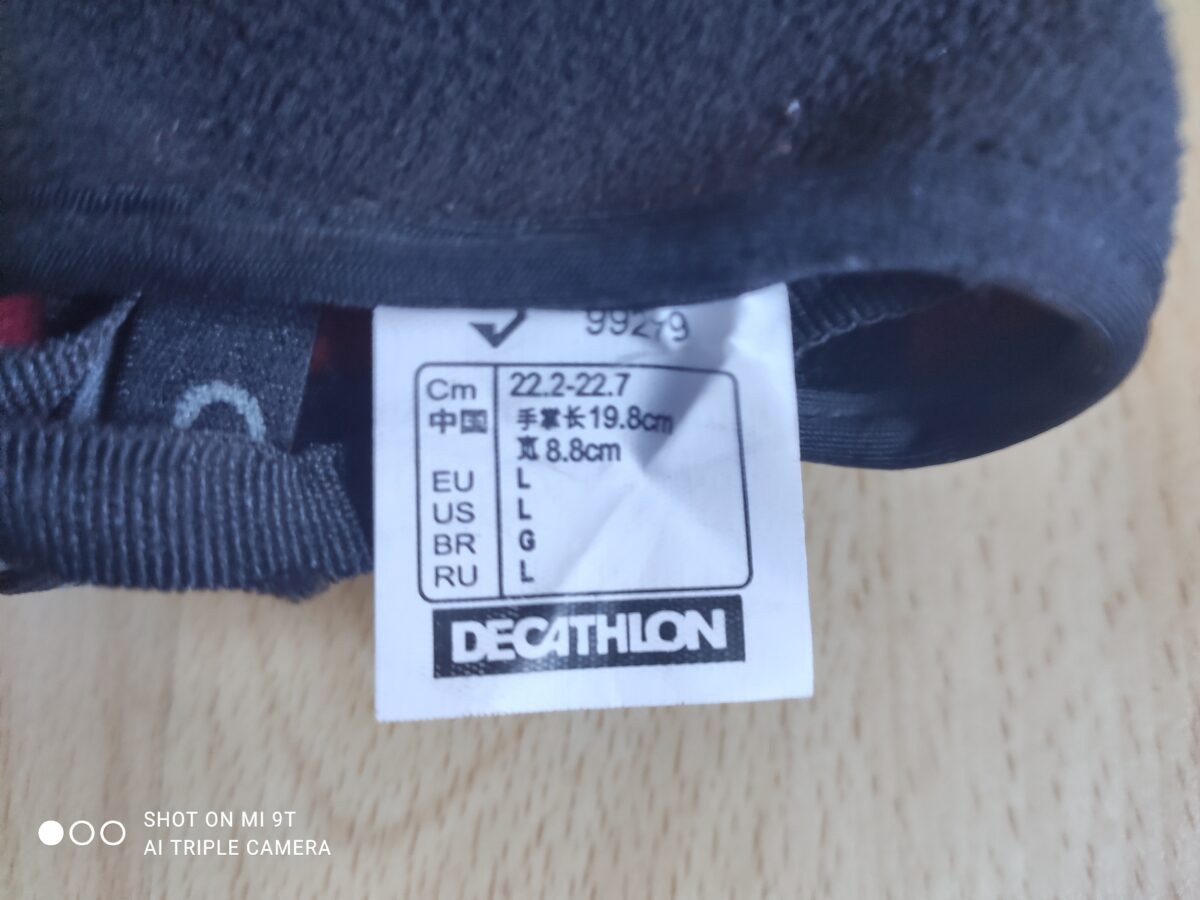 Cm 22.2-22.7
中国 手掌长19.8cm
宽8.8cm
EU L
US L
BR G
RU L
DECATHLON
SHOT ON MI 9T
AI TRIPLE CAMERA